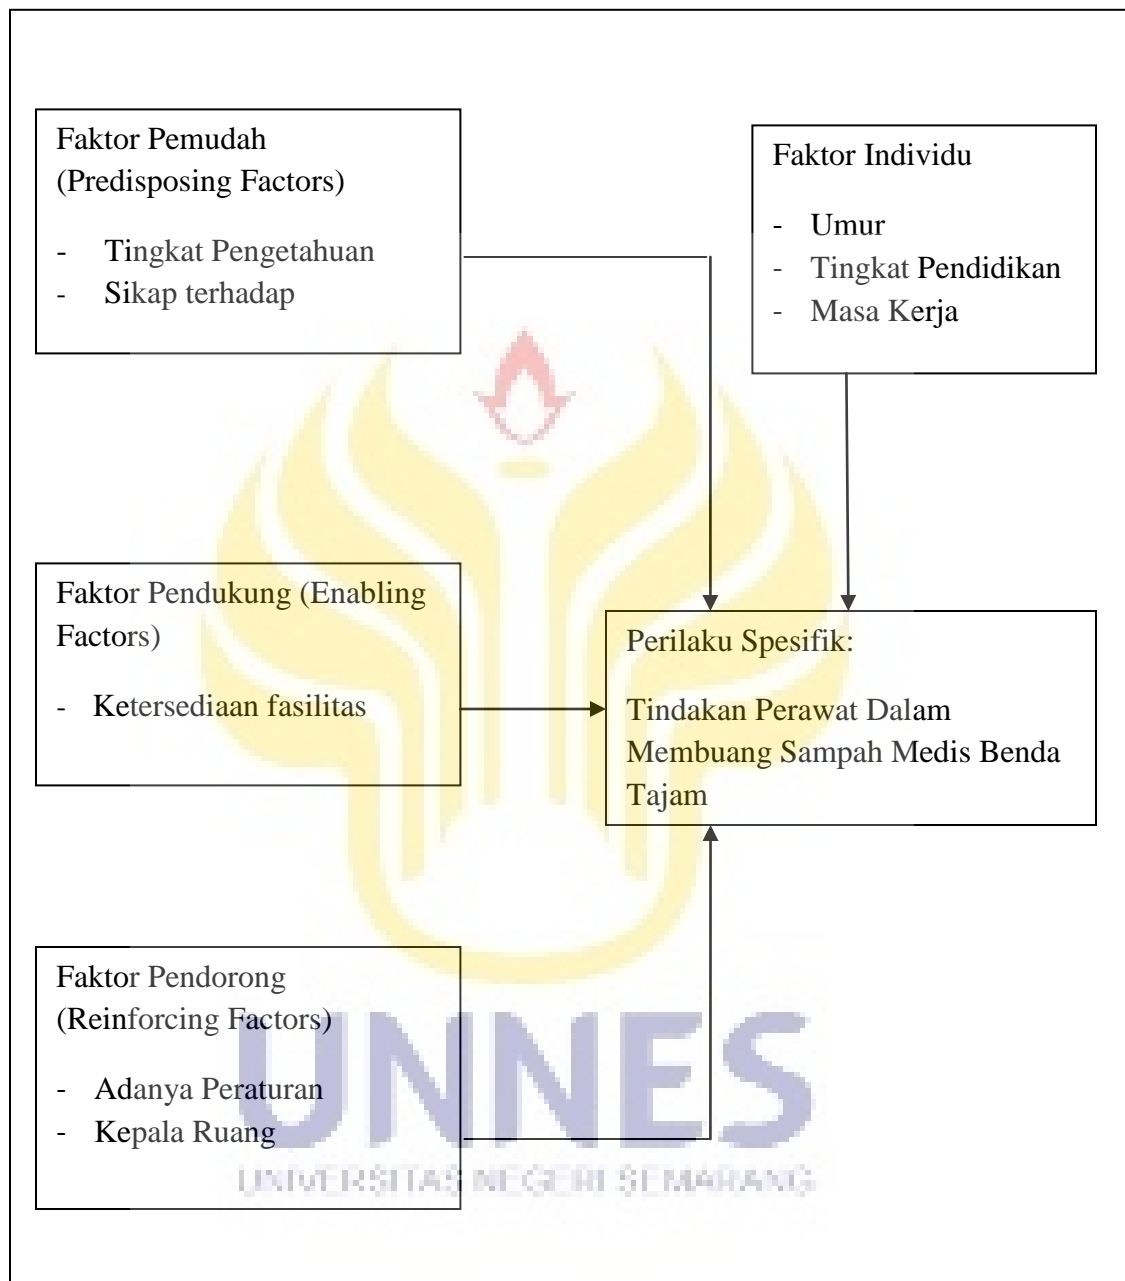 Faktor Pemudah
(Predisposing Factors)
- Tingkat Pengetahuan
- Sikap terhadap
Faktor Individu
- Umur
- Tingkat Pendidikan
- Masa Kerja
Faktor Pendukung (Enabling
Factors)
- Ketersediaan fasilitas
Perilaku Spesifik:
Tindakan Perawat Dalam
Membuang Sampah Medis Benda
Tajam
Faktor Pendorong
(Reinforcing Factors)
- Adanya Peraturan
- Kepala Ruang
UNNES
UNIVERSITAS NEGERI SEMARANG